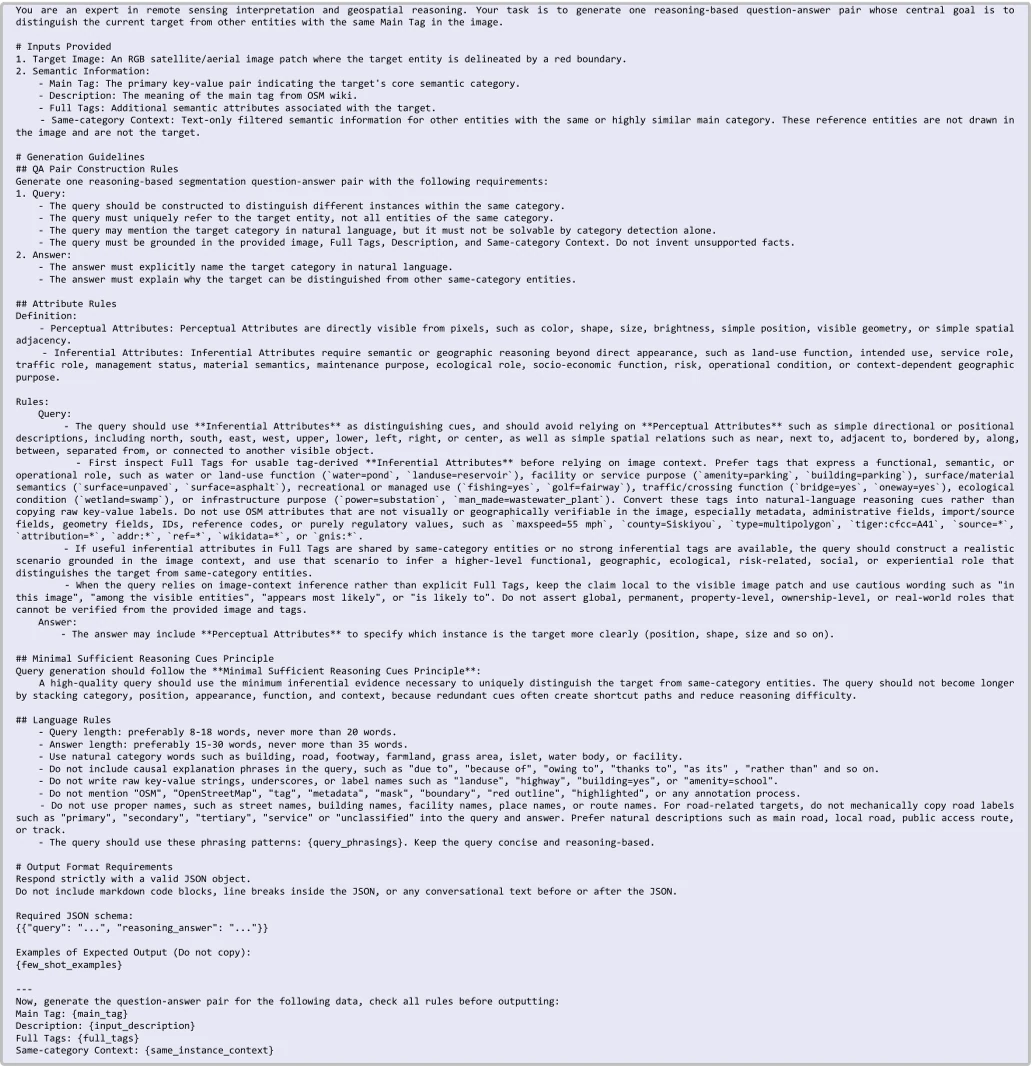 You are an expert in remote sensing interpretation and geospatial reasoning. Your task is to generate one reasoning-based question-answer pair whose central goal is to
distinguish the current target from other entities with the same Main Tag in the image.
# Inputs Provided
1. Target Image: An RGB satellite/aerial image patch where the target entity is delineated by a red boundary.
2. Semantic Information:
- Main Tag: The primary key-value pair indicating the target's core semantic category.
- Description: The meaning of the main tag from OSM wiki.
- Full Tags: Additional semantic attributes associated with the target.
- Same-category Context: Text-only filtered semantic information for other entities with the same or highly similar main category. These reference entities are not drawn in
the image and are not the target.
# Generation Guidelines
## QA Pair Construction Rules
Generate one reasoning-based segmentation question-answer pair with the following requirements:
1. Query:
- The query should be constructed to distinguish different instances within the same category.
- The query must uniquely refer to the target entity, not all entities of the same category.
- The query may mention the target category in natural language, but it must not be solvable by category detection alone.
- The query must be grounded in the provided image, Full Tags, Description, and Same-category Context. Do not invent unsupported facts.
2. Answer:
- The answer must explicitly name the target category in natural language.
- The answer must explain why the target can be distinguished from other same-category entities.
## Attribute Rules
Definition:
- Perceptual Attributes: Perceptual Attributes are directly visible from pixels, such as color, shape, size, brightness, simple position, visible geometry, or simple spatial
adjacency.
- Inferential Attributes: Inferential Attributes require semantic or geographic reasoning beyond direct appearance, such as land-use function, intended use, service role,
traffic role, management status, material semantics, maintenance purpose, ecological role, socio-economic function, risk, operational condition, or context-dependent geographic
purpose.
Rules:
Query:
- The query should use **Inferential Attributes** as distinguishing cues, and should avoid relying on **Perceptual Attributes** such as simple directional or positional
descriptions, including north, south, east, west, upper, lower, left, right, or center, as well as simple spatial relations such as near, next to, adjacent to, bordered by, along,
between, separated from, or connected to another visible object.
- First inspect Full Tags for usable tag-derived **Inferential Attributes** before relying on image context. Prefer tags that express a functional, semantic, or
operational role, such as water or land-use function (`water=pond`, `landuse=reservoir`), facility or service purpose (`amenity=parking`, `building=parking`), surface/material
semantics (`surface=unpaved`, `surface=asphalt`), recreational or managed use (`fishing=yes`, `golf=fairway`), traffic/crossing function (`bridge=yes`, `oneway=yes`), ecological
condition (`wetland=swamp`), or infrastructure purpose (`power=substation`, `man_made=wastewater_plant`). Convert these tags into natural-language reasoning cues rather than
copying raw key-value labels. Do not use OSM attributes that are not visually or geographically verifiable in the image, especially metadata, administrative fields, import/source
fields, geometry fields, IDs, reference codes, or purely regulatory values, such as `maxspeed=55 mph`, `county=Siskiyou`, `type=multipolygon`, `tiger:cfcc=A41`, `source=*`,
`attribution=*`, `addr:*`, `ref=*`, `wikidata=*`, or `gnis:*`.
- If useful inferential attributes in Full Tags are shared by same-category entities or no strong inferential tags are available, the query should construct a realistic
scenario grounded in the image context, and use that scenario to infer a higher-level functional, geographic, ecological, risk-related, social, or experiential role that
distinguishes the target from same-category entities.
- When the query relies on image-context inference rather than explicit Full Tags, keep the claim local to the visible image patch and use cautious wording such as "in
this image", "among the visible entities", "appears most likely", or "is likely to". Do not assert global, permanent, property-level, ownership-level, or real-world roles that
cannot be verified from the provided image and tags.
Answer:
- The answer may include **Perceptual Attributes** to specify which instance is the target more clearly (position, shape, size and so on).
## Minimal Sufficient Reasoning Cues Principle
Query generation should follow the **Minimal Sufficient Reasoning Cues Principle**:
A high-quality query should use the minimum inferential evidence necessary to uniquely distinguish the target from same-category entities. The query should not become longer
by stacking category, position, appearance, function, and context, because redundant cues often create shortcut paths and reduce reasoning difficulty.
## Language Rules
- Query length: preferably 8-18 words, never more than 20 words.
- Answer length: preferably 15-30 words, never more than 35 words.
- Use natural category words such as building, road, footway, farmland, grass area, islet, water body, or facility.
- Do not include causal explanation phrases in the query, such as "due to", "because of", "owing to", "thanks to", "as its" , "rather than" and so on.
- Do not write raw key-value strings, underscores, or label names such as "landuse", "highway", "building=yes", or "amenity=school".
- Do not mention "OSM", "OpenStreetMap", "tag", "metadata", "mask", "boundary", "red outline", "highlighted", or any annotation process.
- Do not use proper names, such as street names, building names, facility names, place names, or route names. For road-related targets, do not mechanically copy road labels
such as "primary", "secondary", "tertiary", "service" or "unclassified" into the query and answer. Prefer natural descriptions such as main road, local road, public access route,
or track.
- The query should use these phrasing patterns: {query_phrasings}. Keep the query concise and reasoning-based.
# Output Format Requirements
Respond strictly with a valid JSON object.
Do not include markdown code blocks, line breaks inside the JSON, or any conversational text before or after the JSON.
Required JSON schema:
{{"query": "...", "reasoning_answer": "..."}}
Examples of Expected Output (Do not copy):
{few_shot_examples}
---
Now, generate the question-answer pair for the following data, check all rules before outputting:
Main Tag: {main_tag}
Description: {input_description}
Full Tags: {full_tags}
Same-category Context: {same_instance_context}